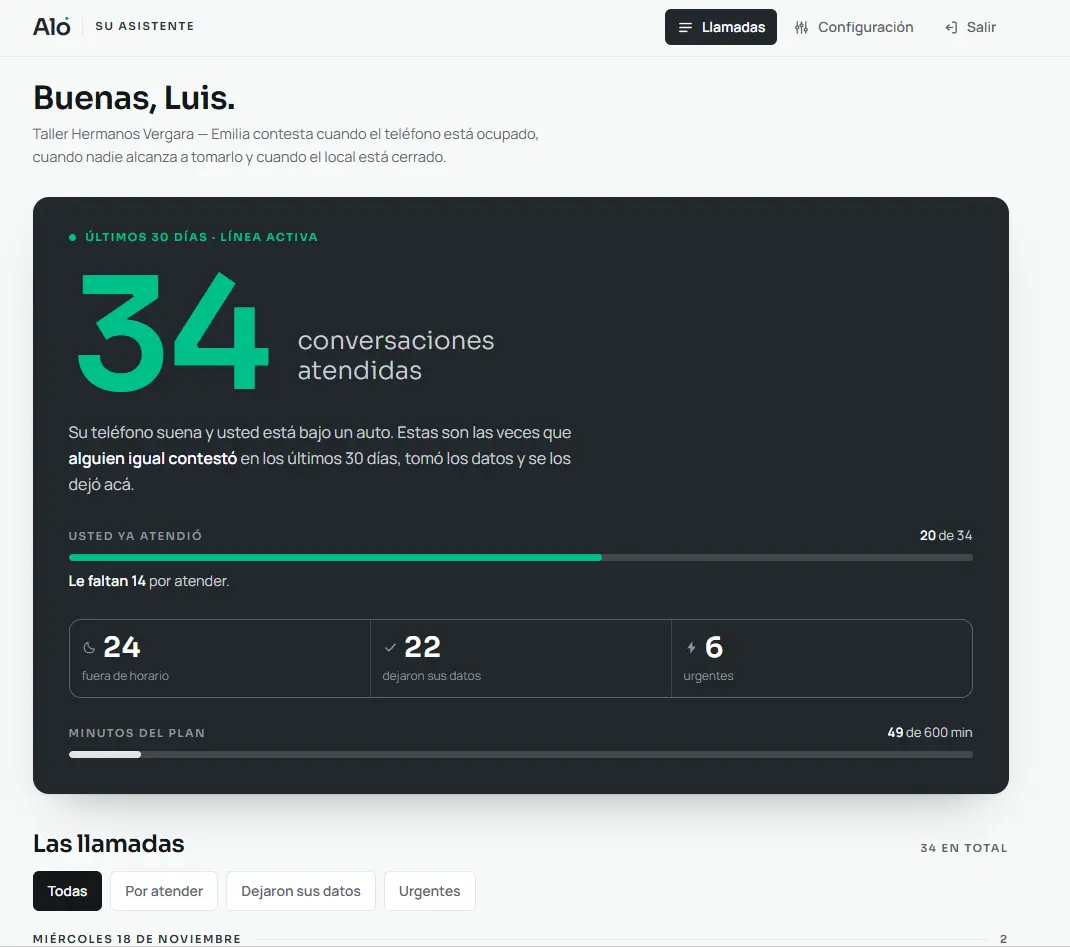 Aló
SU ASISTENTE
Llamadas
Configuración
Salir
Buenas, Luis.
Taller Hermanos Vergara — Emilia contesta cuando el teléfono está ocupado,
cuando nadie alcanza a tomarlo y cuando el local está cerrado.
ÚLTIMOS 30 DÍAS · LÍNEA ACTIVA
34
conversaciones
atendidas
Su teléfono suena y usted está bajo un auto. Estas son las veces que
alguien igual contestó en los últimos 30 días, tomó los datos y se los
dejó acá.
USTED YA ATENDIÓ
20 de 34
Le faltan 14 por atender.
24
fuera de horario
22
dejaron sus datos
6
urgentes
MINUTOS DEL PLAN
49 de 600 min
Las llamadas
34 EN TOTAL
Todas
Por atender
Dejaron sus datos
Urgentes
MIÉRCOLES 18 DE NOVIEMBRE
2